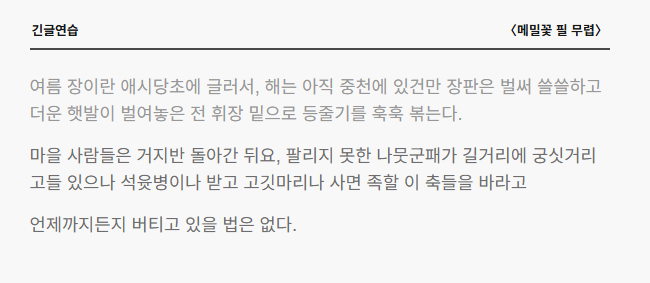 긴글연습
〈메밀꽃 필 무렵〉
여름 장이란 애시당초에 글러서, 해는 아직 중천에 있건만 장판은 벌써 쓸쓸하고
더운 햇발이 벌여놓은 전 휘장 밑으로 등줄기를 훅훅 볶는다.
마을 사람들은 거지반 돌아간 뒤요, 팔리지 못한 나뭇군패가 길거리에 궁싯거리
고들 있으나 석윳병이나 받고 고깃마리나 사면 족할 이 축들을 바라고
언제까지든지 버티고 있을 법은 없다.